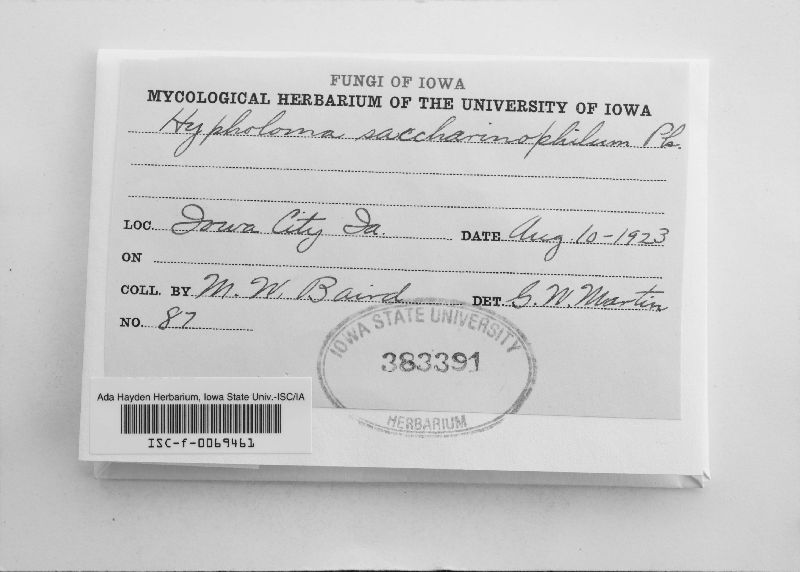 FUNGI OF IOWA
MYCOLOGICAL HERBARIUM OF THE UNIVERSITY OF IOWA
Hypholoma saccharinophilum Pk.
LOC. Iowa City Ia. DATE Aug 10-1923
ON
COLL. BY M. W. Baird DET. G. W. Martin
NO. 87
IOWA STATE UNIVERSITY
383391
HERBARIUM
Ada Hayden Herbarium, Iowa State Univ.-ISC/IA
ISC-f-0069461